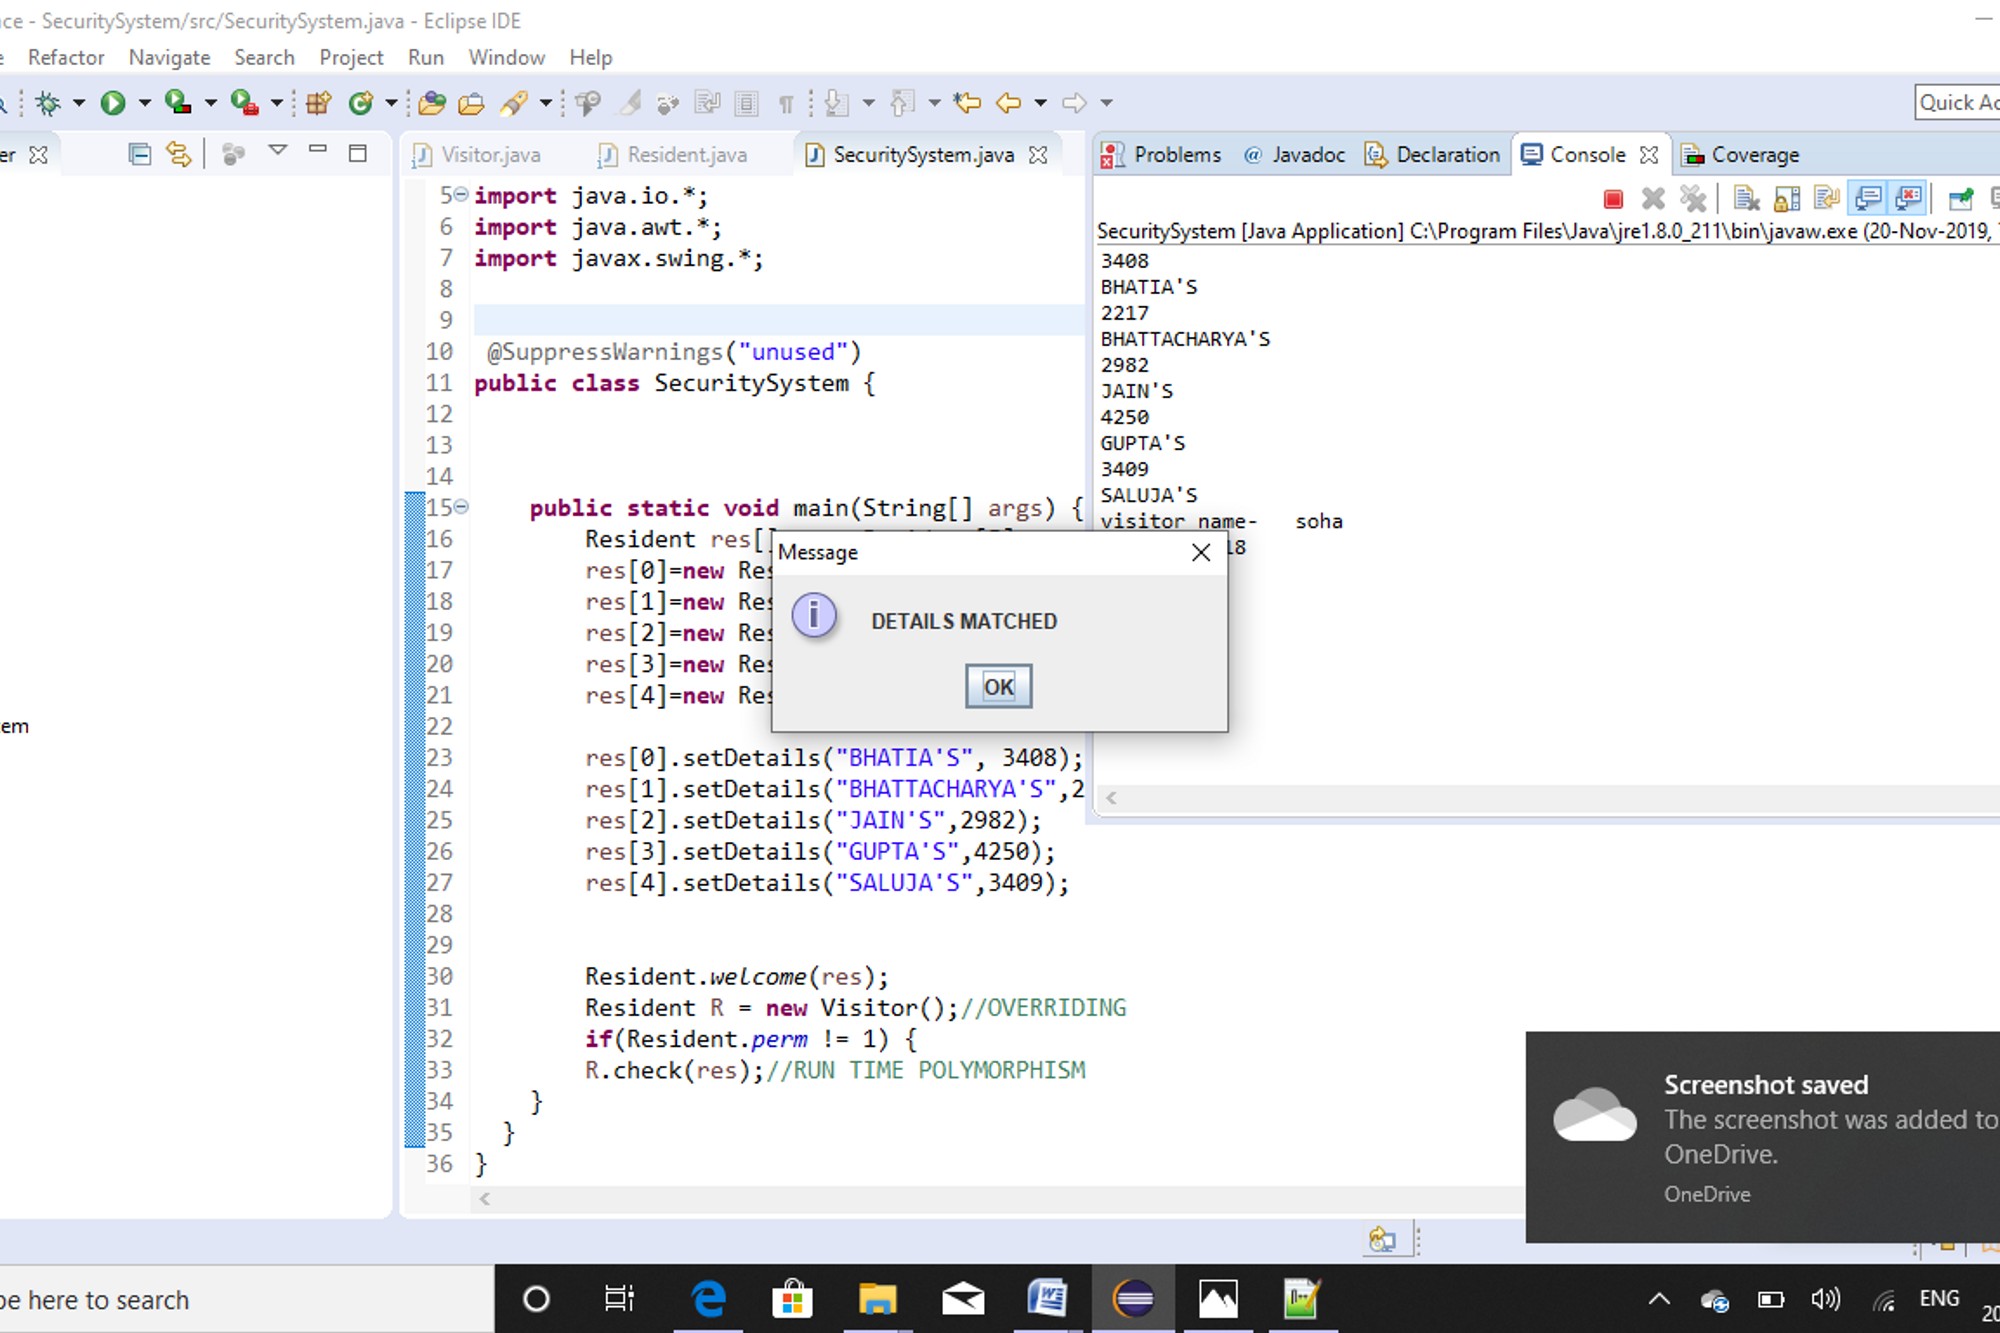 ce - SecuritySystem/src/SecuritySystem.java - Eclipse IDE
Refactor Navigate Search Project Run Window Help
Quick Ac
er
Visitor.java Resident.java SecuritySystem.java
Problems @ Javadoc Declaration Console Coverage
SecuritySystem [Java Application] C:\Program Files\Java\jre1.8.0_211\bin\javaw.exe (20-Nov-2019,
5 import java.io.*;
6 import java.awt.*;
7 import javax.swing.*;
8
9
10 @SuppressWarnings("unused")
11 public class SecuritySystem {
12
13
14
15 public static void main(String[] args) {
16 Resident res[
17 res[0]=new Res
18 res[1]=new Res
19 res[2]=new Res
20 res[3]=new Res
21 res[4]=new Res
22
23 res[0].setDetails("BHATIA'S", 3408);
24 res[1].setDetails("BHATTACHARYA'S",2
25 res[2].setDetails("JAIN'S",2982);
26 res[3].setDetails("GUPTA'S",4250);
27 res[4].setDetails("SALUJA'S",3409);
28
29
30 Resident.welcome(res);
31 Resident R = new Visitor();//OVERRIDING
32 if(Resident.perm != 1) {
33 R.check(res);//RUN TIME POLYMORPHISM
34 }
35 }
36 }
3408
BHATIA'S
2217
BHATTACHARYA'S
2982
JAIN'S
4250
GUPTA'S
3409
SALUJA'S
visitor name- soha
18
Message
DETAILS MATCHED
OK
em
Screenshot saved
The screenshot was added to
OneDrive.
OneDrive
pe here to search
ENG
20